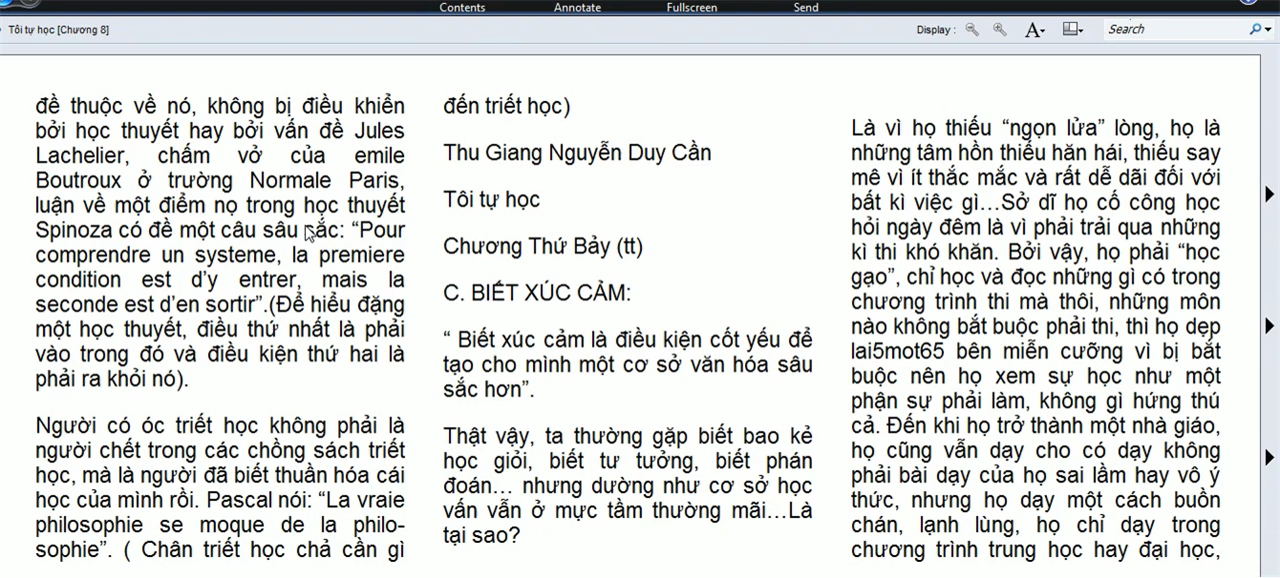 Contents Annotate Fullscreen Send
Tôi tự học [Chương 8]
Display :
A
Search
đề thuộc về nó, không bị điều khiển
bởi học thuyết hay bởi vấn đề Jules
Lachelier, chấm vở của emile
Boutroux ở trường Normale Paris,
luận về một điểm nọ trong học thuyết
Spinoza có đề một câu sâu sắc: “Pour
comprendre un systeme, la premiere
condition est d’y entrer, mais la
seconde est d’en sortir”.(Để hiểu đặng
một học thuyết, điều thứ nhất là phải
vào trong đó và điều kiện thứ hai là
phải ra khỏi nó).
Người có óc triết học không phải là
người chết trong các chồng sách triết
học, mà là người đã biết thuần hóa cái
học của mình rồi. Pascal nói: “La vraie
philosophie se moque de la philo-
sophie”. ( Chân triết học chả cần gì
đến triết học)
Thu Giang Nguyễn Duy Cần
Tôi tự học
Chương Thứ Bảy (tt)
C. BIẾT XÚC CẢM:
“ Biết xúc cảm là điều kiện cốt yếu để
tạo cho mình một cơ sở văn hóa sâu
sắc hơn”.
Thật vậy, ta thường gặp biết bao kẻ
học giỏi, biết tư tưởng, biết phán
đoán… nhưng dường như cơ sở học
vấn vẫn ở mực tầm thường mãi…Là
tại sao?
Là vì họ thiếu “ngọn lửa” lòng, họ là
những tâm hồn thiếu hăn hái, thiếu say
mê vì ít thắc mắc và rất dễ dãi đối với
bất kì việc gì…Sở dĩ họ cố công học
hỏi ngày đêm là vì phải trải qua những
kì thi khó khăn. Bởi vậy, họ phải “học
gạo”, chỉ học và đọc những gì có trong
chương trình thi mà thôi, những môn
nào không bắt buộc phải thi, thì họ dẹp
lai5mot65 bên miễn cưỡng vì bị bắt
buộc nên họ xem sự học như một
phận sự phải làm, không gì hứng thú
cả. Đến khi họ trở thành một nhà giáo,
họ cũng vẫn dạy cho có dạy không
phải bài dạy của họ sai lầm hay vô ý
thức, nhưng họ dạy một cách buồn
chán, lạnh lùng, họ chỉ dạy trong
chương trình trung học hay đại học,